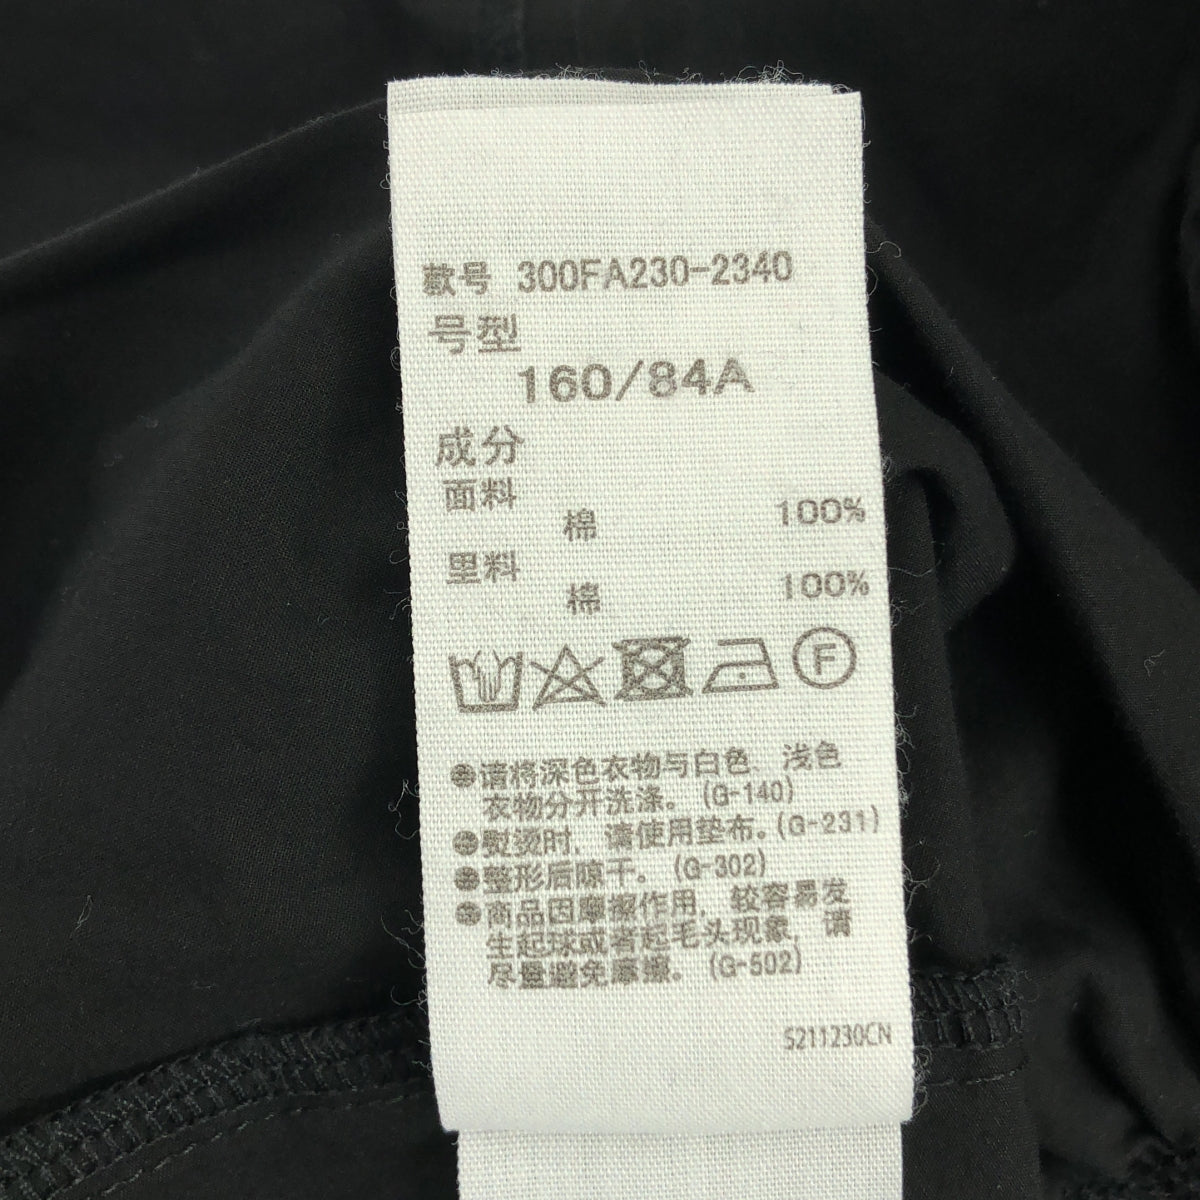 款号 300FA230-2340
号型
160/84A
成分
面料
棉 100%
里料
棉 100%
F
请将深色衣物与白色、浅色
衣物分开洗涤。(G-140)
熨烫时，请使用垫布。(G-231)
整形后晾干。(G-302)
商品因摩擦作用，较容易发
生起球或者起毛头现象，请
尽量避免摩擦。(G-502)
S211230CN